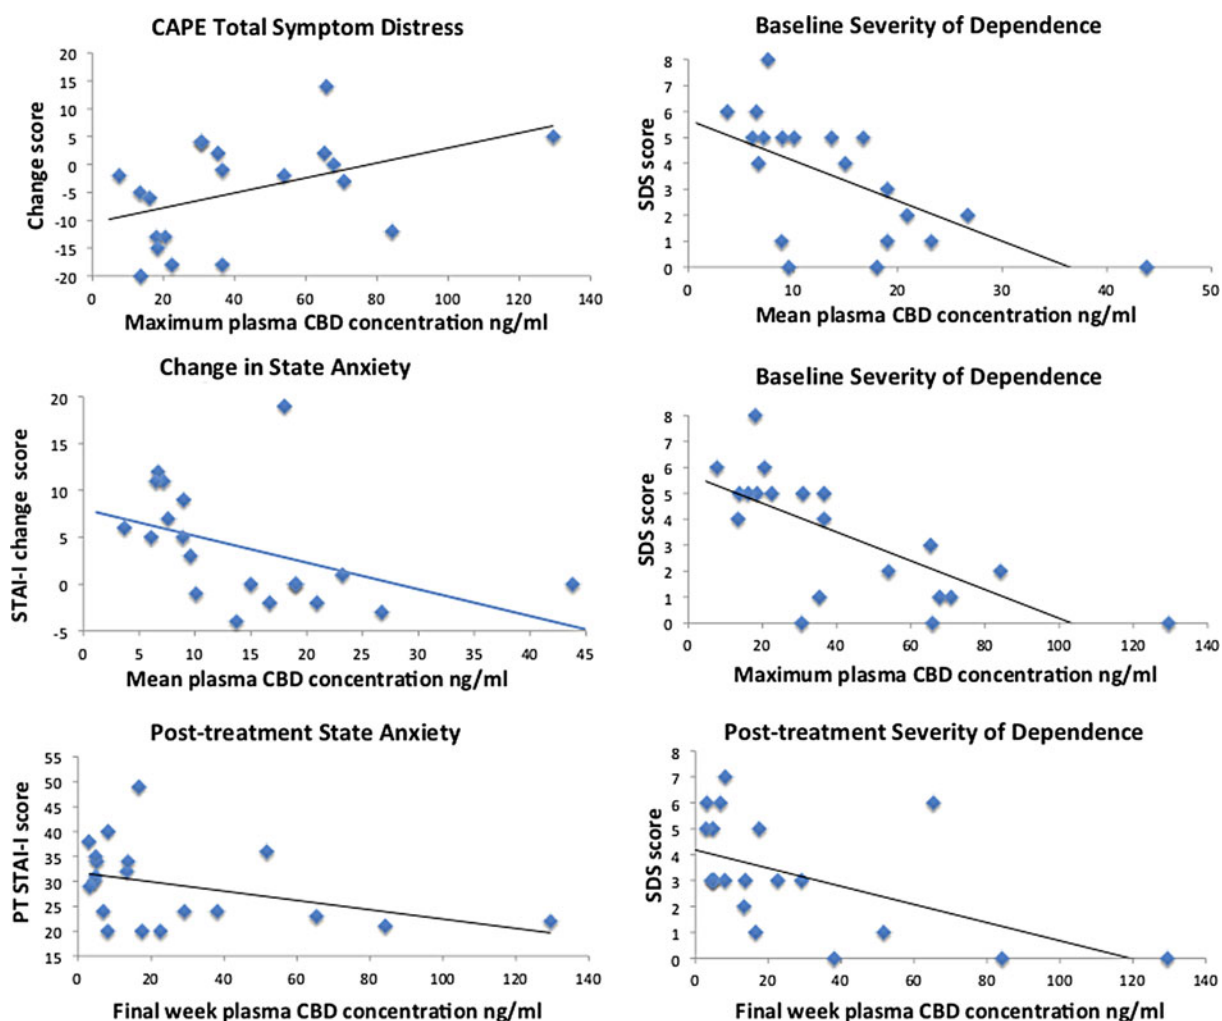 CAPE Total Symptom Distress
Change score
20
15
10
5
0
-5
-10
-15
-20
0 20 40 60 80 100 120 140
Maximum plasma CBD concentration ng/ml
Baseline Severity of Dependence
SDS score
8
7
6
5
4
3
2
1
0
0 10 20 30 40 50
Mean plasma CBD concentration ng/ml
Change in State Anxiety
STAI-I change score
20
15
10
5
0
-5
0 5 10 15 20 25 30 35 40 45
Mean plasma CBD concentration ng/ml
Baseline Severity of Dependence
SDS score
8
7
6
5
4
3
2
1
0
0 20 40 60 80 100 120 140
Maximum plasma CBD concentration ng/ml
Post-treatment State Anxiety
PT STAI-I score
55
50
45
40
35
30
25
20
15
0 20 40 60 80 100 120 140
Final week plasma CBD concentration ng/ml
Post-treatment Severity of Dependence
SDS score
8
7
6
5
4
3
2
1
0
0 20 40 60 80 100 120 140
Final week plasma CBD concentration ng/ml